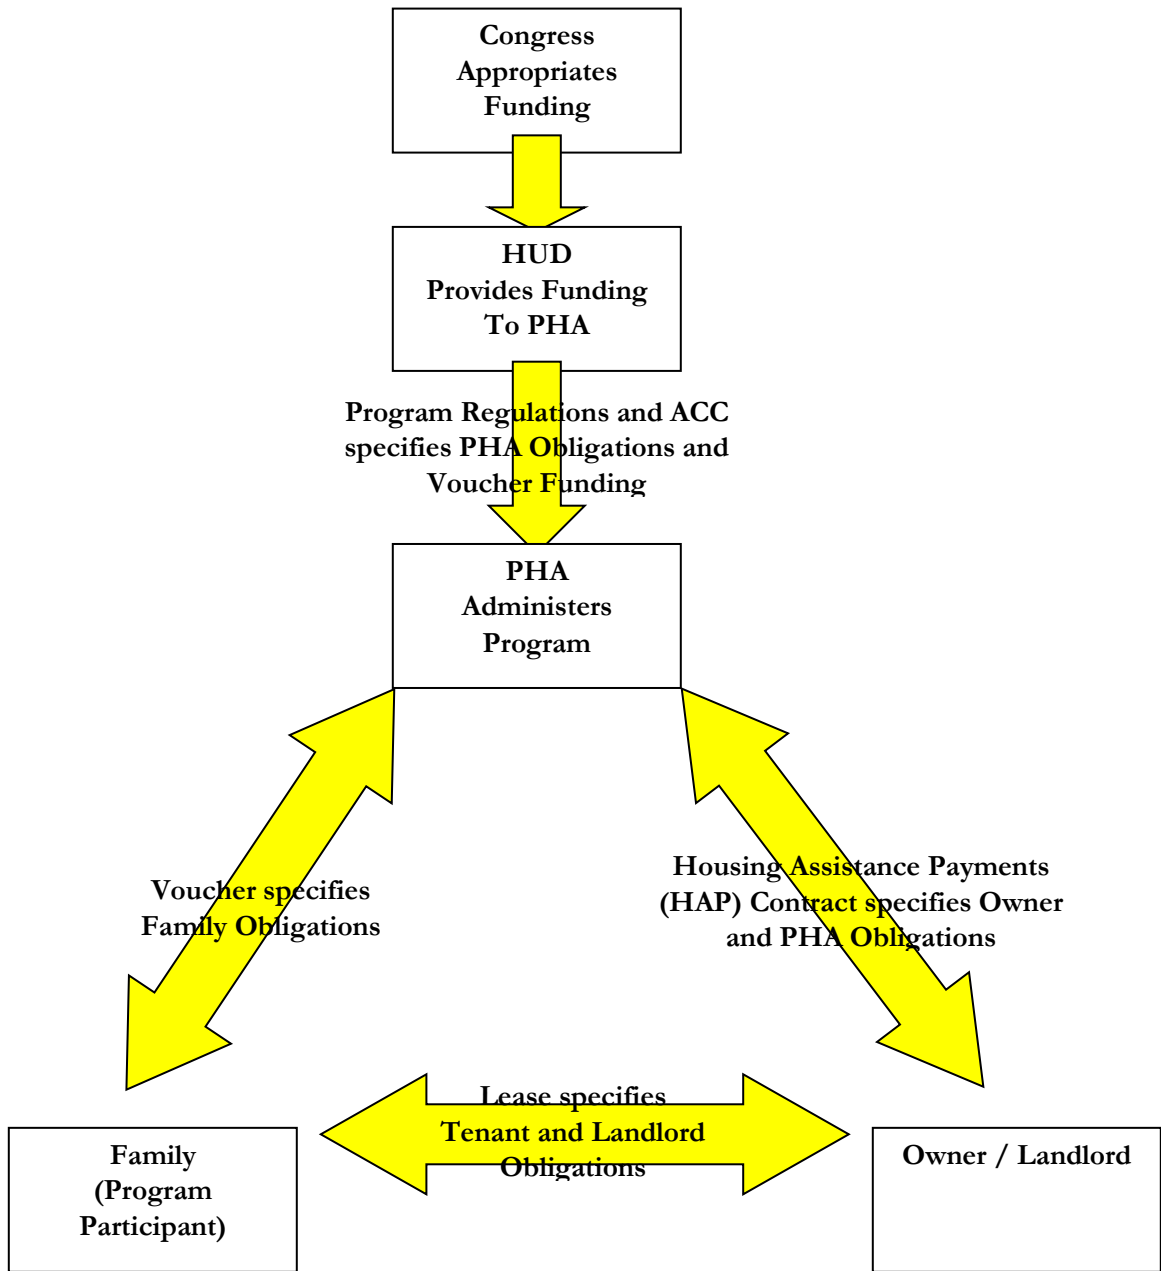 Congress
Appropriates
Funding
HUD
Provides Funding
To PHA
Program Regulations and ACC
specifies PHA Obligations and
Voucher Funding
PHA
Administers
Program
Voucher specifies
Family Obligations
Housing Assistance Payments
(HAP) Contract specifies Owner
and PHA Obligations
Lease specifies
Tenant and Landlord
Obligations
Family
(Program
Participant)
Owner / Landlord